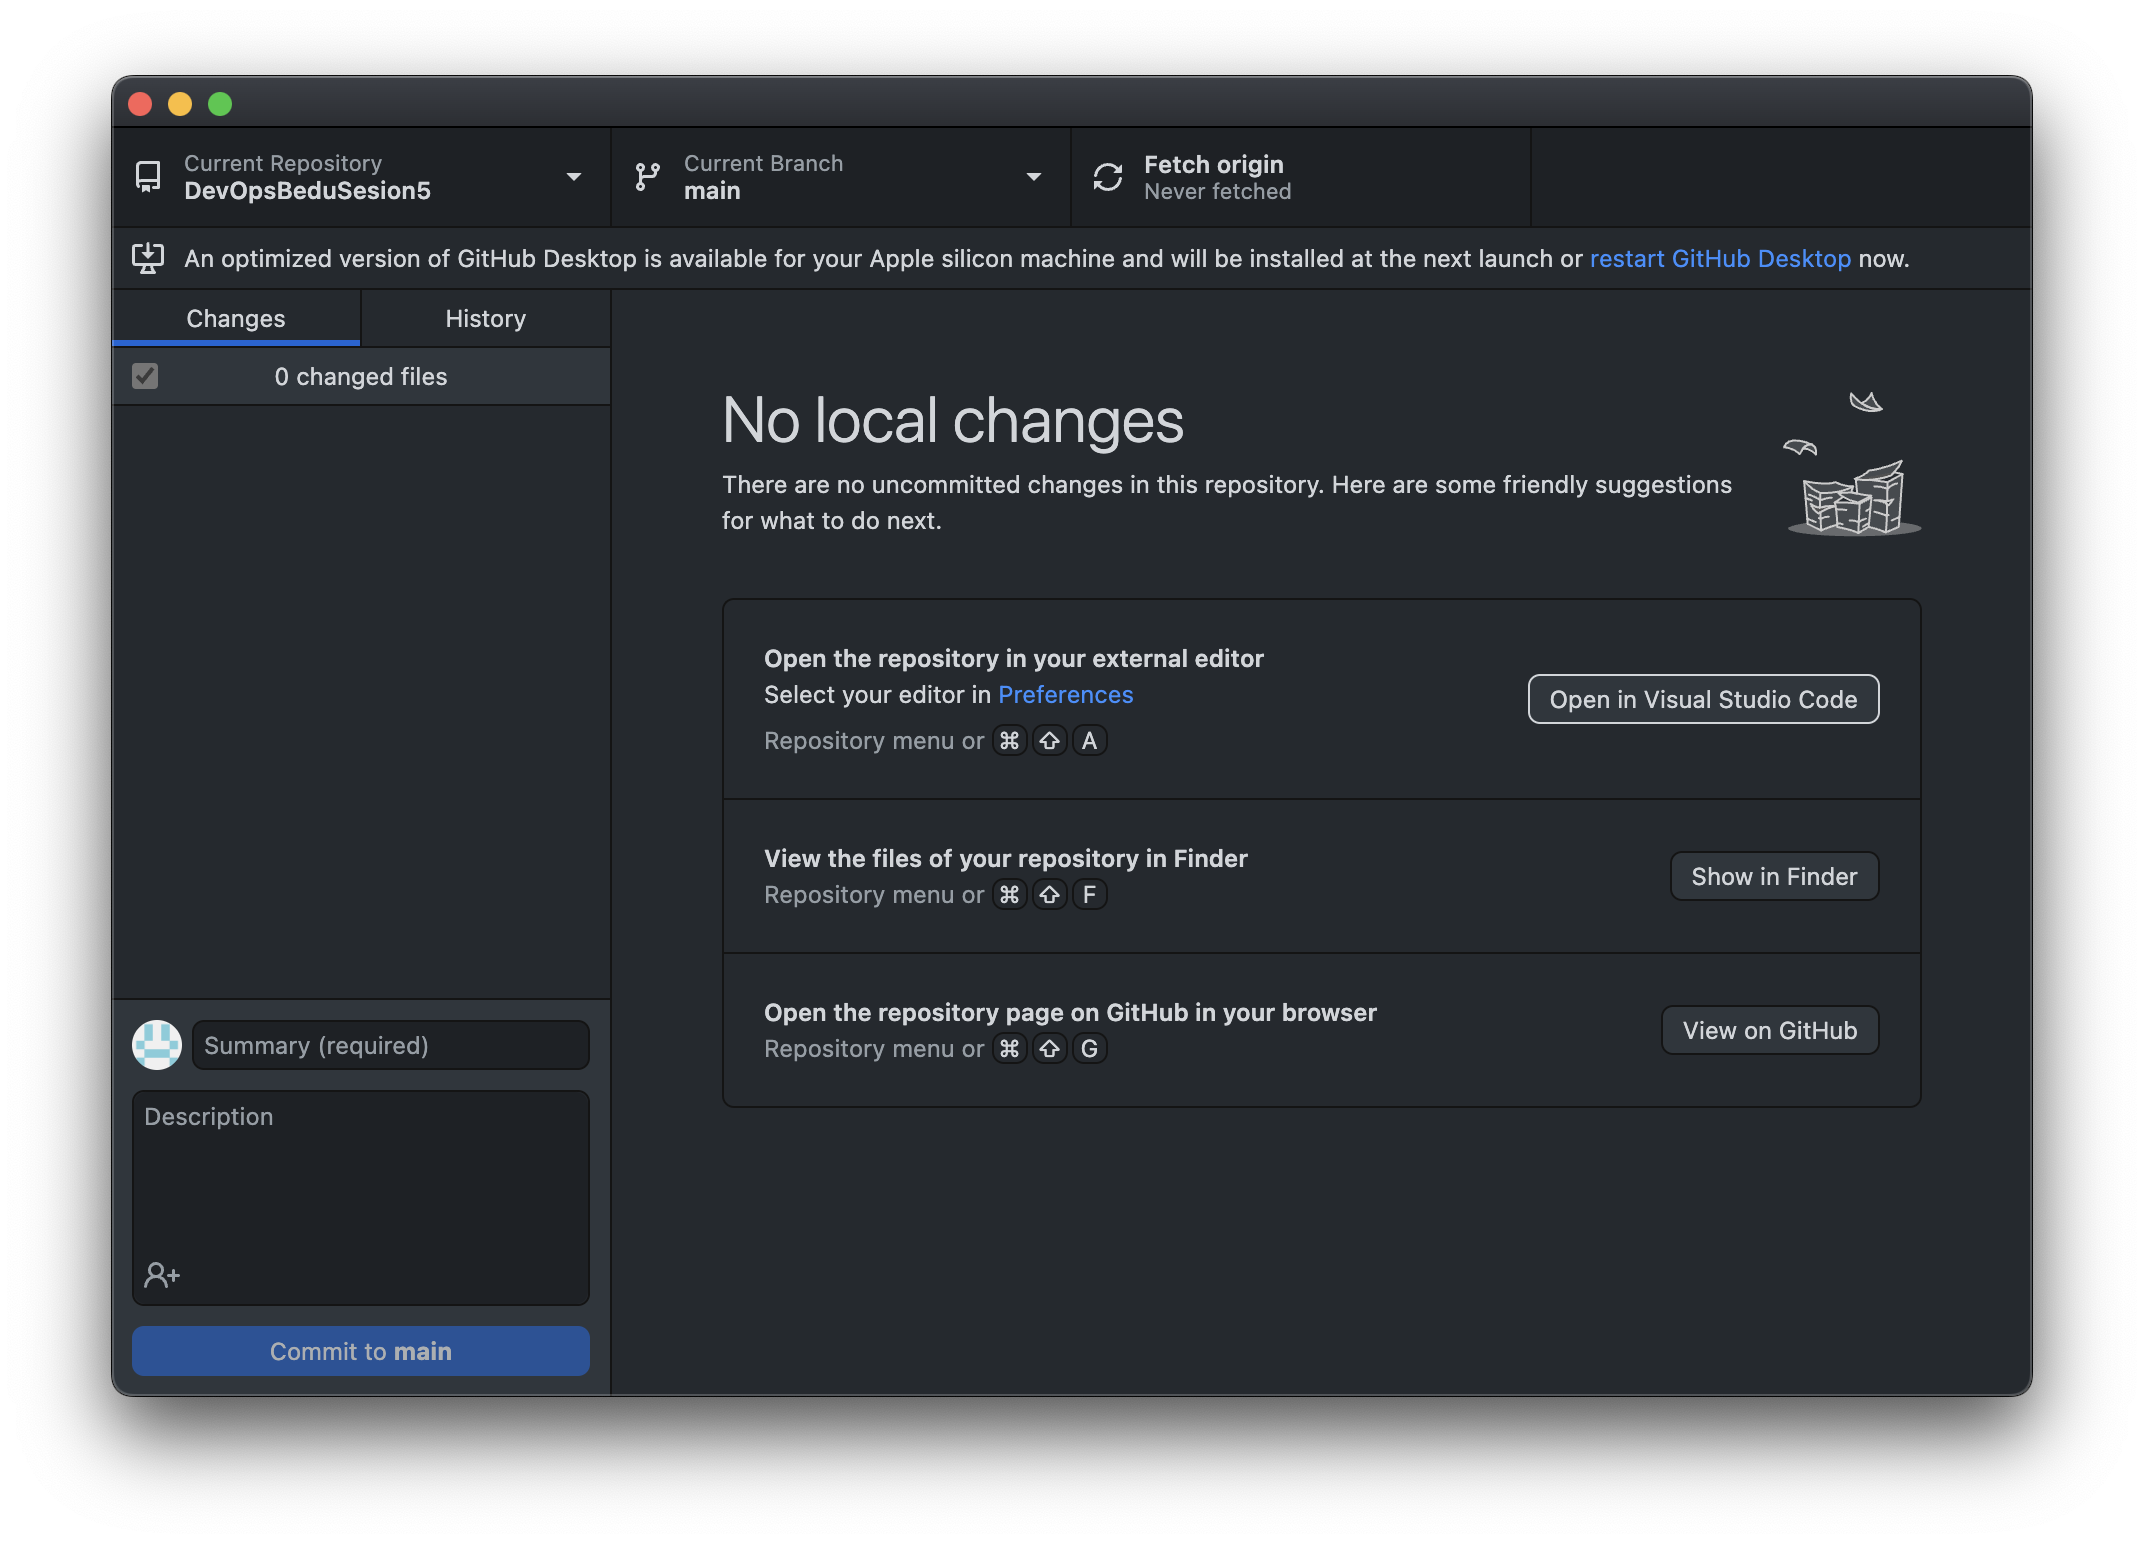 Current Repository
DevOpsBeduSesion5
Current Branch
main
Fetch origin
Never fetched
An optimized version of GitHub Desktop is available for your Apple silicon machine and will be installed at the next launch or restart GitHub Desktop now.
Changes
History
0 changed files
No local changes
There are no uncommitted changes in this repository. Here are some friendly suggestions
for what to do next.
Open the repository in your external editor
Select your editor in Preferences
Repository menu or ⌘ ⇧ A
Open in Visual Studio Code
View the files of your repository in Finder
Repository menu or ⌘ ⇧ F
Show in Finder
Open the repository page on GitHub in your browser
Repository menu or ⌘ ⇧ G
View on GitHub
Summary (required)
Description
Commit to main